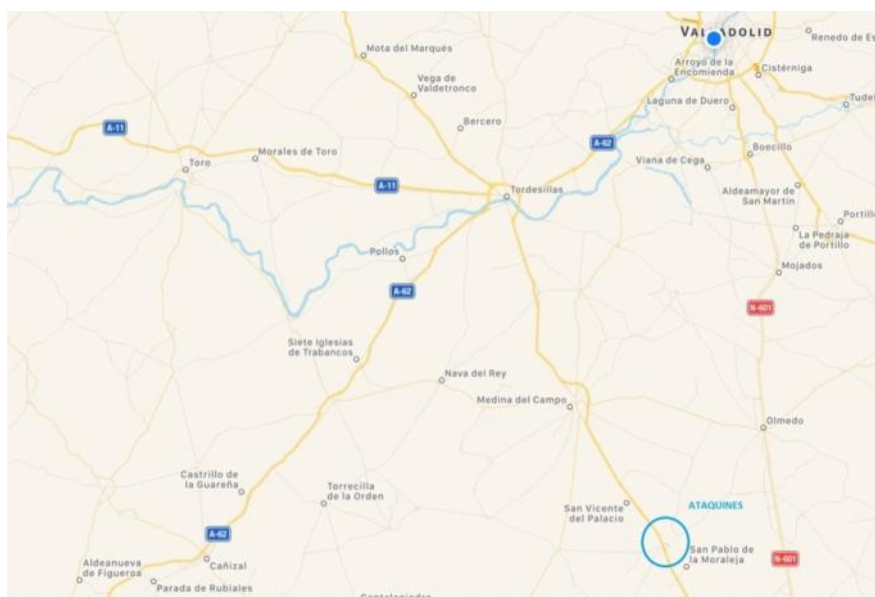 VALLADOLID
Renedo de Es
Mota del Marqués
Arroyo de la
Encomienda
Cistérniga
Vega de
Valdetronco
Laguna de Duero
Tudel
Bercero
A-11
A-62
Morales de Toro
Toro
Boecillo
Viana de Cega
A-11
Tordesillas
Aldeamayor de
San Martín
Portill
La Pedraja
de Portillo
Pollos
Mojados
A-62
N-601
Siete Iglesias
de Trabancos
Nava del Rey
Medina del Campo
Olmedo
Castrillo de
la Guareña
Torrecilla
de la Orden
San Vicente
del Palacio
ATAQUINES
A-62
San Pablo de
la Moraleja
N-601
Aldeanueva
de Figueroa
Cañizal
Parada de Rubiales